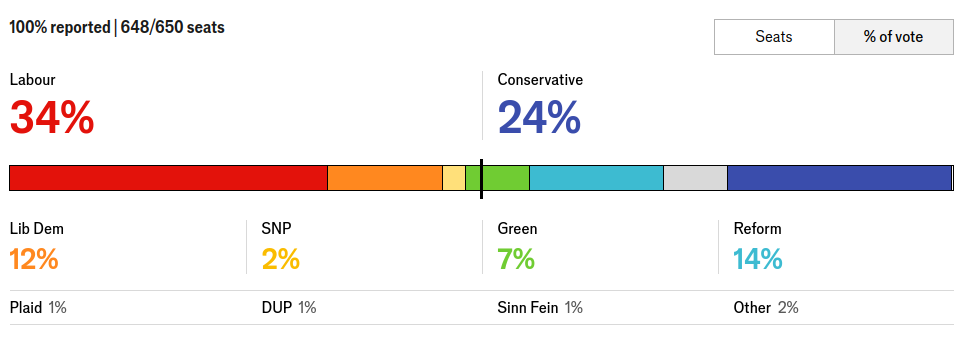 100% reported | 648/650 seats
Seats % of vote
Labour Conservative
34% 24%
Lib Dem SNP Green Reform
12% 2% 7% 14%
Plaid 1% DUP 1% Sinn Fein 1% Other 2%